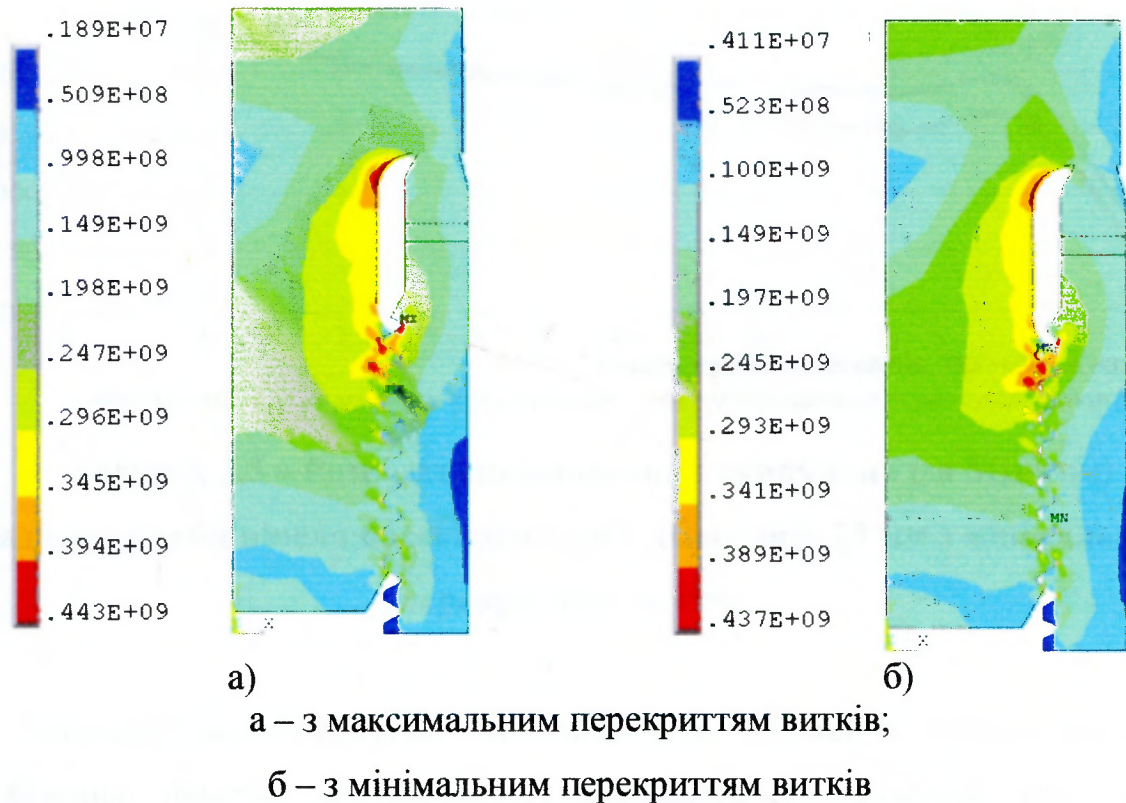 .189E+07
.509E+08
.998E+08
.149E+09
.198E+09
.247E+09
.296E+09
.345E+09
.394E+09
.443E+09
MX
X
.411E+07
.523E+08
.100E+09
.149E+09
.197E+09
.245E+09
.293E+09
.341E+09
.389E+09
.437E+09
MN
X
а)
б)
а – з максимальним перекриттям витків;
б – з мінімальним перекриттям витків